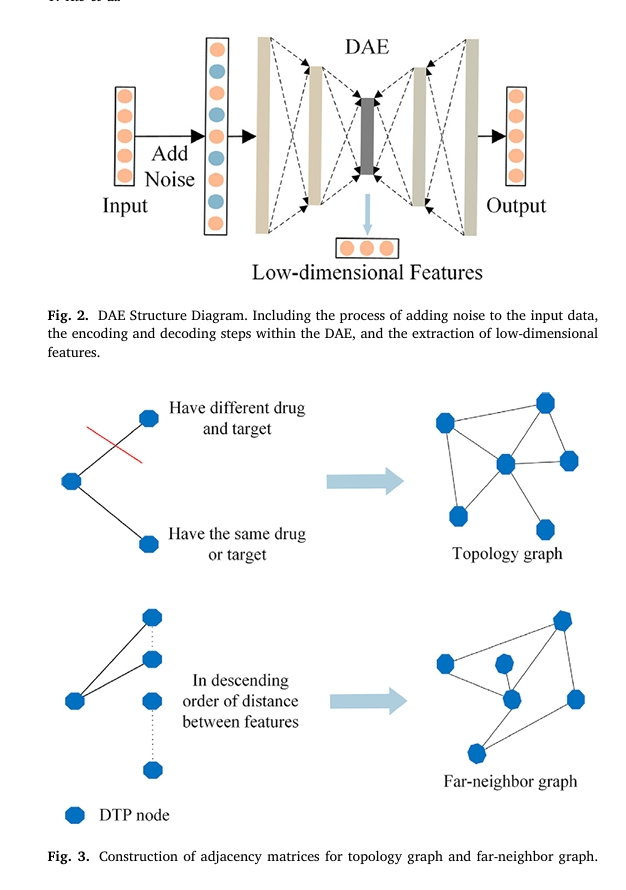 DAE
Add
Noise
Input
Output
Low-dimensional Features
Fig. 2. DAE Structure Diagram. Including the process of adding noise to the input data,
the encoding and decoding steps within the DAE, and the extraction of low-dimensional
features.
Have different drug
and target
Have the same drug
or target
Topology graph
In descending
order of distance
between features
Far-neighbor graph
DTP node
Fig. 3. Construction of adjacency matrices for topology graph and far-neighbor graph.